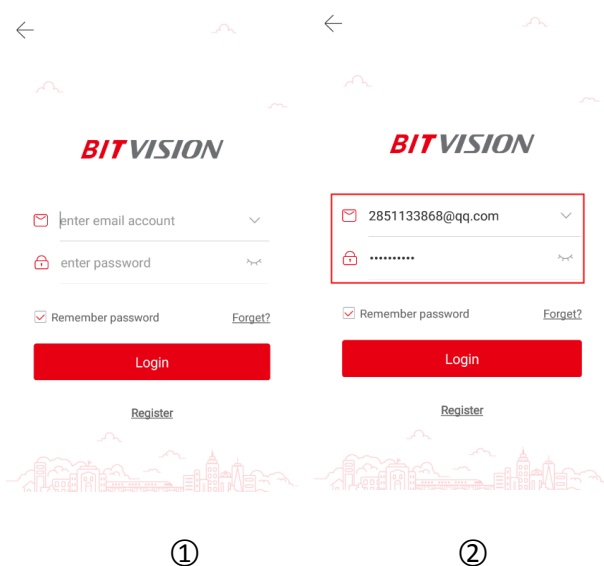 BITVISION
enter email account
enter password
Remember password Forget?
Login
Register
①
BITVISION
2851133868@qq.com
••••••••••
Remember password Forget?
Login
Register
②